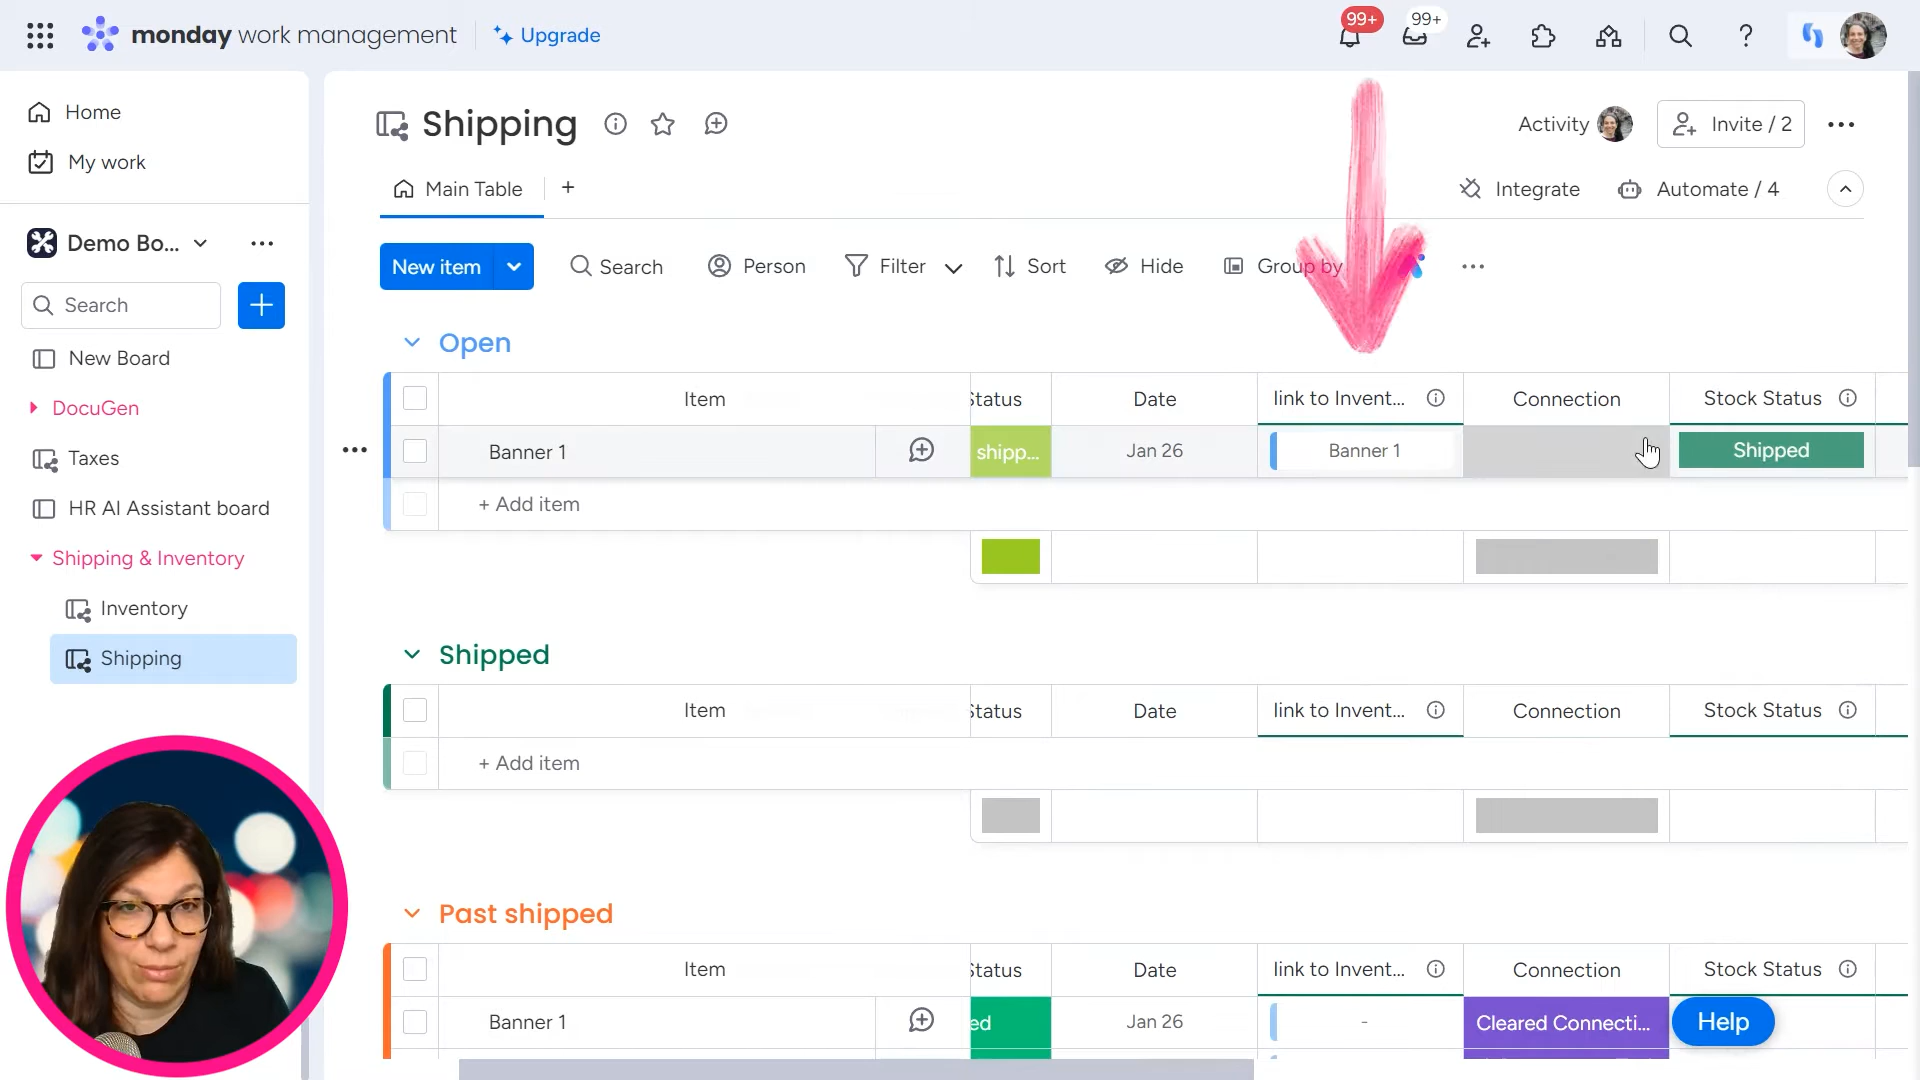 monday work management
Upgrade
99+
99+
Home
My work
Demo Bo...
Search
New Board
DocuGen
Taxes
HR AI Assistant board
Shipping & Inventory
Inventory
Shipping
Shipping
Activity
Invite / 2
Main Table
+
Integrate
Automate / 4
New item
Search
Person
Filter
Sort
Hide
Group by
Open
Item
Status
Date
link to Invent...
Connection
Stock Status
Banner 1
shipp...
Jan 26
Banner 1
Shipped
+ Add item
Shipped
Item
Status
Date
link to Invent...
Connection
Stock Status
+ Add item
Past shipped
Item
Status
Date
link to Invent...
Connection
Stock Status
Banner 1
ed
Jan 26
-
Cleared Connecti...
Help